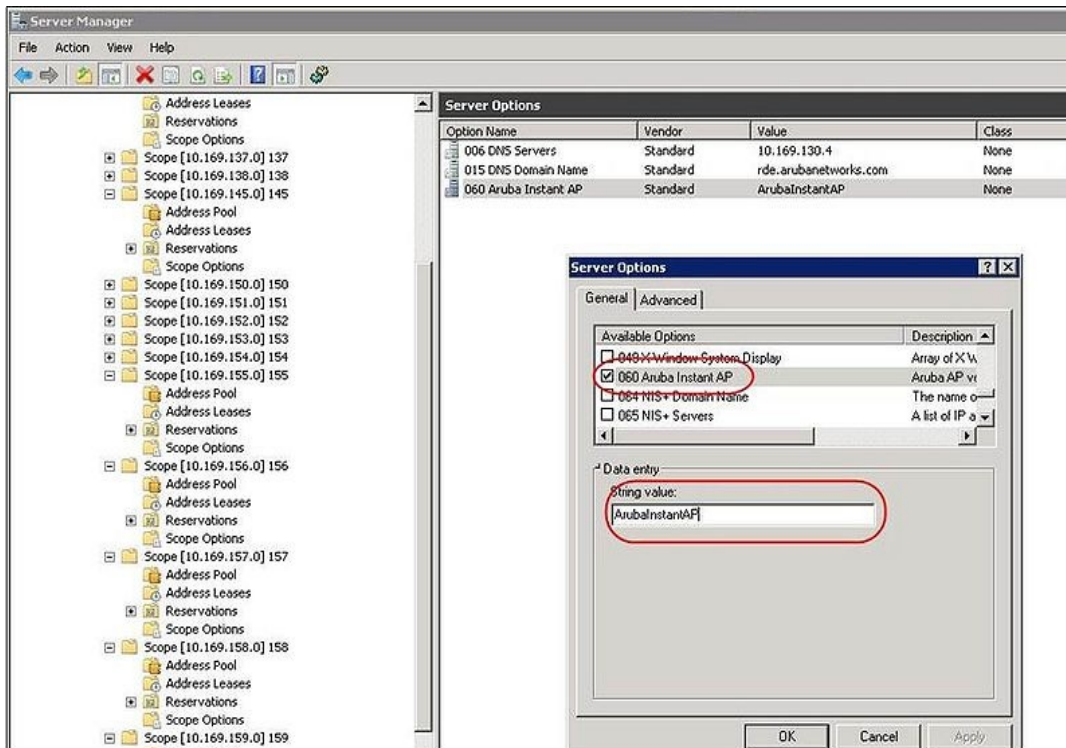 Server Manager
File Action View Help
Address Leases
Reservations
Scope Options
Scope [10.169.137.0] 137
Scope [10.169.138.0] 138
Scope [10.169.145.0] 145
Address Pool
Address Leases
Reservations
Scope Options
Scope [10.169.150.0] 150
Scope [10.169.151.0] 151
Scope [10.169.152.0] 152
Scope [10.169.153.0] 153
Scope [10.169.154.0] 154
Scope [10.169.155.0] 155
Address Pool
Address Leases
Reservations
Scope Options
Scope [10.169.156.0] 156
Address Pool
Address Leases
Reservations
Scope Options
Scope [10.169.157.0] 157
Address Pool
Address Leases
Reservations
Scope Options
Scope [10.169.158.0] 158
Address Pool
Address Leases
Reservations
Scope Options
Scope [10.169.159.0] 159
Server Options
Option Name Vendor Value Class
006 DNS Servers Standard 10.169.130.4 None
015 DNS Domain Name Standard rde.arubanetworks.com None
060 Aruba Instant AP Standard ArubaInstantAP None
Server Options
General Advanced
Available Options Description
049 X Window System Display Array of X W
060 Aruba Instant AP Aruba AP ve
064 NIS+ Domain Name The name o
065 NIS+ Servers A list of IP a
Data entry
String value:
ArubaInstantAP
OK Cancel Apply